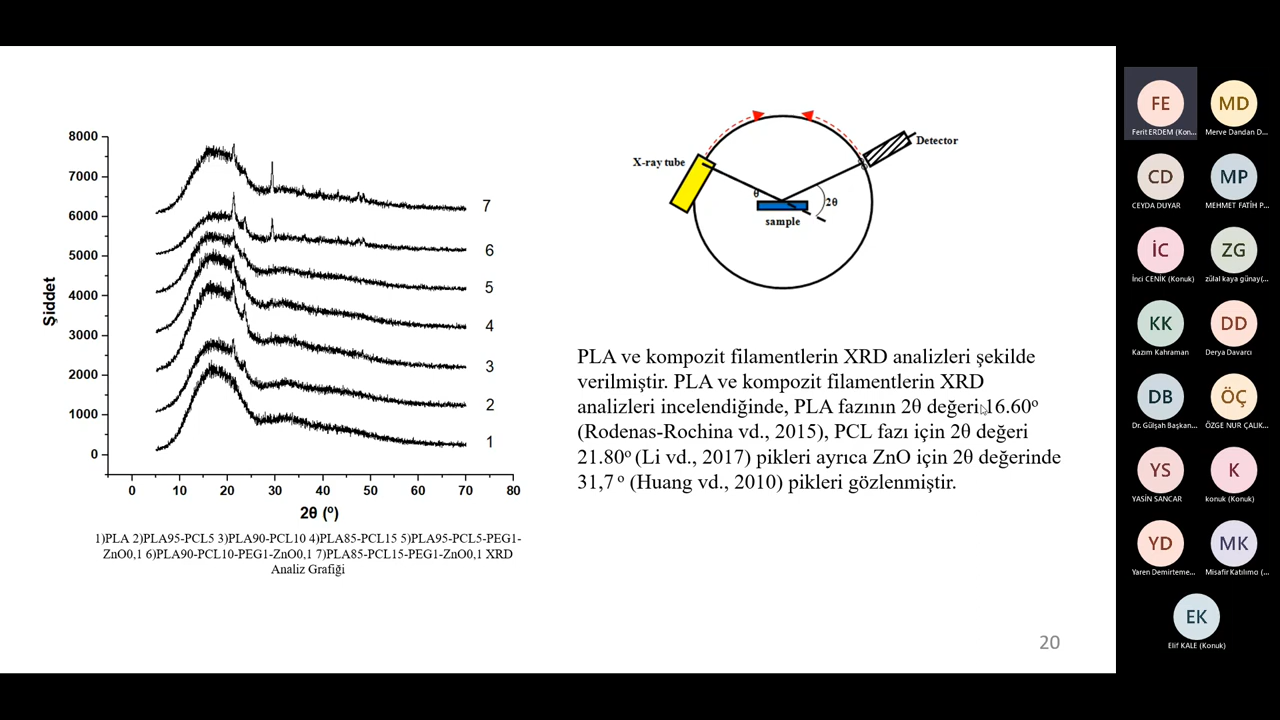 8000
7000
6000
5000
4000
3000
2000
1000
0
Şiddet
7
6
5
4
3
2
1
0 10 20 30 40 50 60 70 80
2θ (º)
1)PLA 2)PLA95-PCL5 3)PLA90-PCL10 4)PLA85-PCL15 5)PLA95-PCL5-PEG1-
ZnO0,1 6)PLA90-PCL10-PEG1-ZnO0,1 7)PLA85-PCL15-PEG1-ZnO0,1 XRD
Analiz Grafiği
X-ray tube
Detector
θ
2θ
sample
PLA ve kompozit filamentlerin XRD analizleri şekilde
verilmiştir. PLA ve kompozit filamentlerin XRD
analizleri incelendiğinde, PLA fazının 2θ değeri 16.60º
(Rodenas-Rochina vd., 2015), PCL fazı için 2θ değeri
21.80º (Li vd., 2017) pikleri ayrıca ZnO için 2θ değerinde
31,7 º (Huang vd., 2010) pikleri gözlenmiştir.
20
FE
Ferit ERDEM (Kon...
MD
Merve Dandan D...
CD
CEYDA DUYAR
MP
MEHMET FATİH P...
İC
İnci CENİK (Konuk)
ZG
zülal kaya günay(...
KK
Kazım Kahraman
DD
Derya Davarcı
DB
Dr. Gülşah Başkan...
ÖÇ
ÖZGE NUR ÇALIK...
YS
YASİN SANCAR
K
konuk (Konuk)
YD
Yaren Demirteme...
MK
Misafir Katılımcı (...
EK
Elif KALE (Konuk)